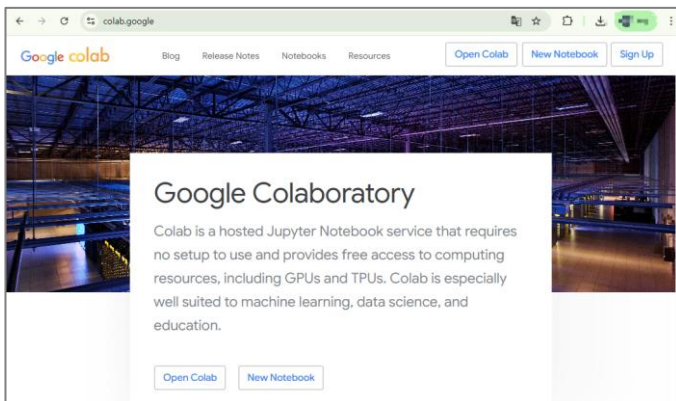 colab.google
Google colab Blog Release Notes Notebooks Resources Open Colab New Notebook Sign Up
Google Colaboratory
Colab is a hosted Jupyter Notebook service that requires
no setup to use and provides free access to computing
resources, including GPUs and TPUs. Colab is especially
well suited to machine learning, data science, and
education.
Open Colab New Notebook